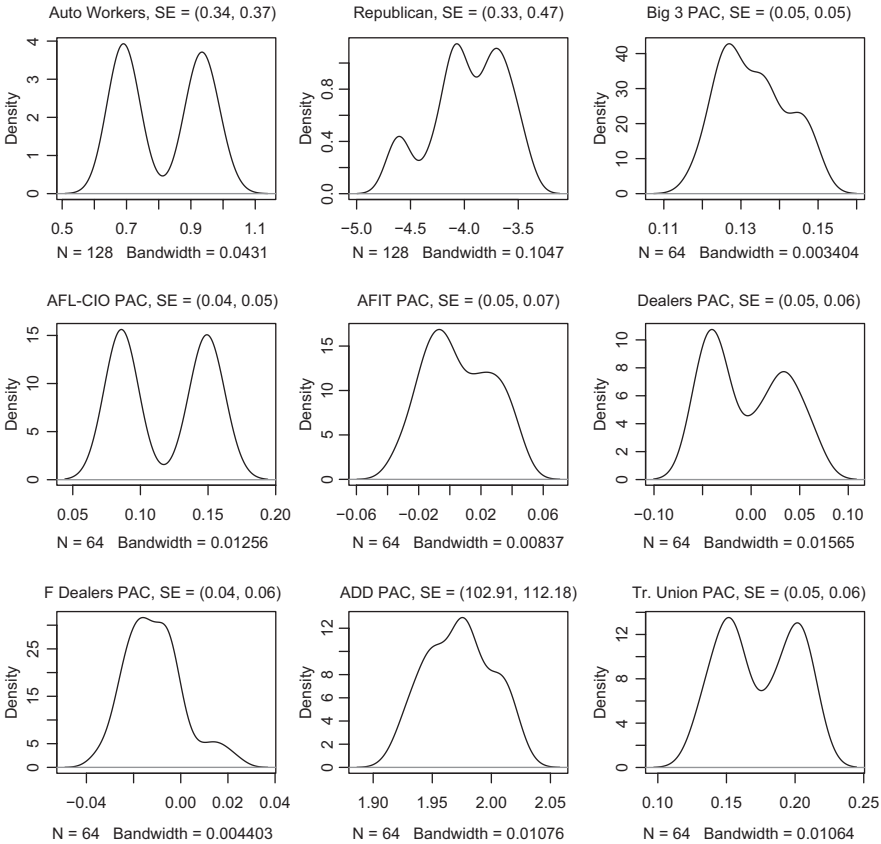 Auto Workers, SE = (0.34, 0.37)
Density
0 1 2 3 4
0.5 0.7 0.9 1.1
N = 128 Bandwidth = 0.0431
Republican, SE = (0.33, 0.47)
Density
0.0 0.4 0.8
−5.0 −4.5 −4.0 −3.5
N = 128 Bandwidth = 0.1047
Big 3 PAC, SE = (0.05, 0.05)
Density
0 10 20 30 40
0.11 0.13 0.15
N = 64 Bandwidth = 0.003404
AFL-CIO PAC, SE = (0.04, 0.05)
Density
0 5 10 15
0.05 0.10 0.15 0.20
N = 64 Bandwidth = 0.01256
AFIT PAC, SE = (0.05, 0.07)
Density
0 5 10 15
−0.06 −0.02 0.02 0.06
N = 64 Bandwidth = 0.00837
Dealers PAC, SE = (0.05, 0.06)
Density
0 2 4 6 8 10
−0.10 0.00 0.05 0.10
N = 64 Bandwidth = 0.01565
F Dealers PAC, SE = (0.04, 0.06)
Density
0 5 15 25
−0.04 0.00 0.02 0.04
N = 64 Bandwidth = 0.004403
ADD PAC, SE = (102.91, 112.18)
Density
0 2 4 6 8 12
1.90 1.95 2.00 2.05
N = 64 Bandwidth = 0.01076
Tr. Union PAC, SE = (0.05, 0.06)
Density
0 4 8 12
0.10 0.15 0.20 0.25
N = 64 Bandwidth = 0.01064